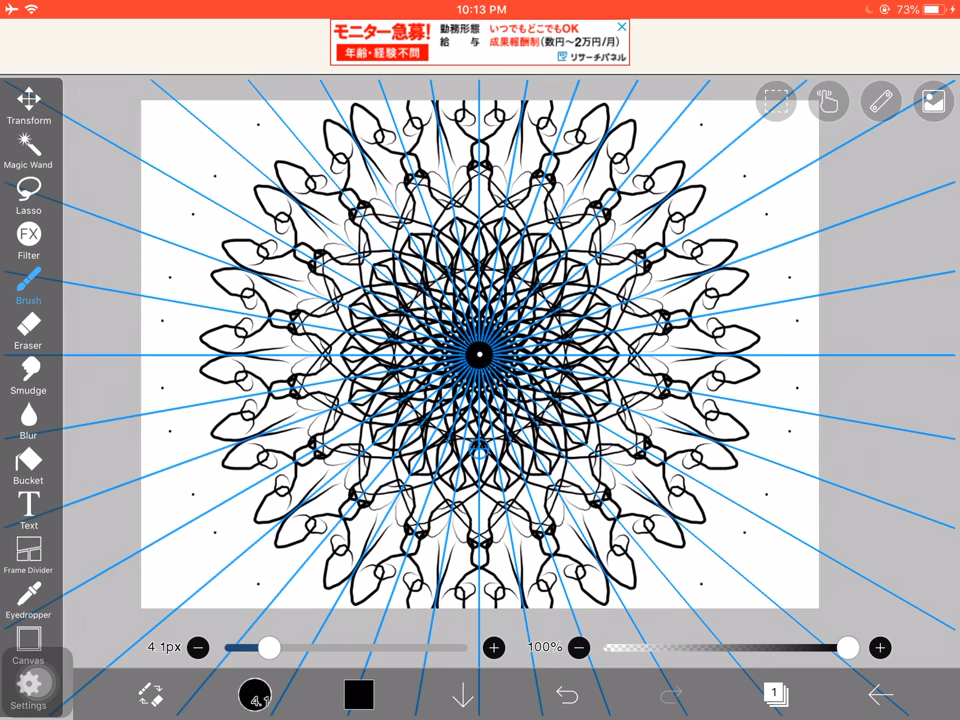 10:13 PM
73%
モニター急募!
年齢・経験不問
勤務形態 いつでもどこでもOK
給 与 成果報酬制(数円〜2万円/月)
リサーチパネル
Transform
Magic Wand
Lasso
FX
Filter
Brush
Eraser
Smudge
Blur
Bucket
T
Text
Frame Divider
Eyedropper
Canvas
Settings
4.1px
100%
4.1
1